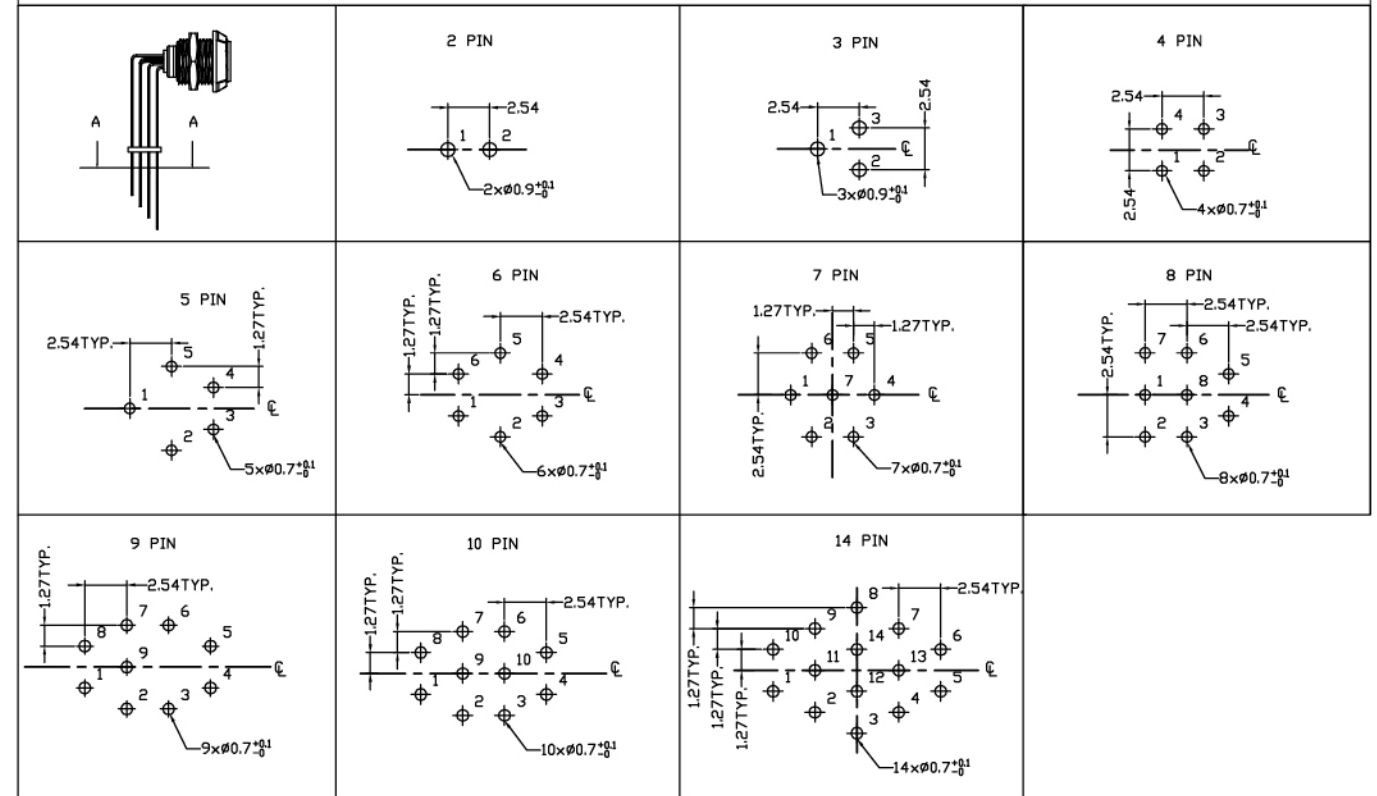 A A
2 PIN
2.54
1 2
2xø0.9+0.1-0
3 PIN
2.54
2.54
3
1
℄
2
3xø0.9+0.1-0
4 PIN
2.54
4 3
℄
1 2
2.54
4xø0.7+0.1-0
5 PIN
2.54TYP.
1.27TYP.
5
4
1
℄
3
2
5xø0.7+0.1-0
6 PIN
1.27TYP.
1.27TYP.
2.54TYP.
5
6 4
℄
1 3
2
6xø0.7+0.1-0
7 PIN
1.27TYP.
1.27TYP.
6 5
1 7 4
℄
2 3
2.54TYP.
7xø0.7+0.1-0
8 PIN
2.54TYP.
2.54TYP.
2.54TYP.
7 6
5
1 8
℄
4
2 3
8xø0.7+0.1-0
9 PIN
1.27TYP.
2.54TYP.
7 6
8 5
9
℄
1 4
2 3
9xø0.7+0.1-0
10 PIN
1.27TYP.
1.27TYP.
2.54TYP.
7 6
8 5
9 10
℄
1 4
2 3
10xø0.7+0.1-0
14 PIN
2.54TYP.
8
9 7
10 14 6
11 13
℄
1 12 5
2 4
3
1.27TYP.
1.27TYP.
1.27TYP.
14xø0.7+0.1-0